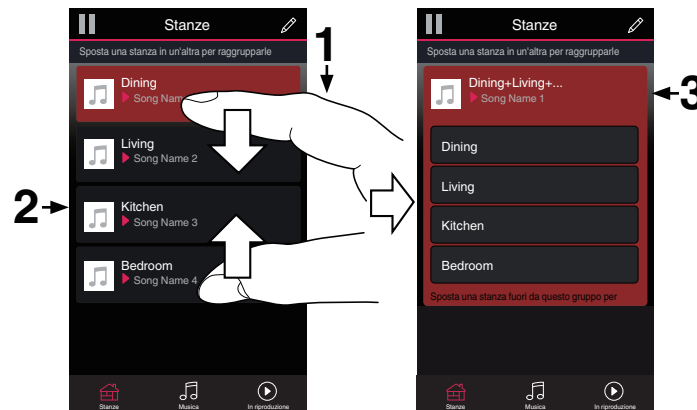 Stanze
Sposta una stanza in un'altra per raggrupparle
1
Dining
Song Nam
Living
Song Name 2
2
Kitchen
Song Name 3
Bedroom
Song Name 4
Stanze
Musica
In riproduzione
Stanze
Sposta una stanza in un'altra per raggrupparle
Dining+Living+...
Song Name 1
3
Dining
Living
Kitchen
Bedroom
Sposta una stanza fuori da questo gruppo per
Stanze
Musica
In riproduzione